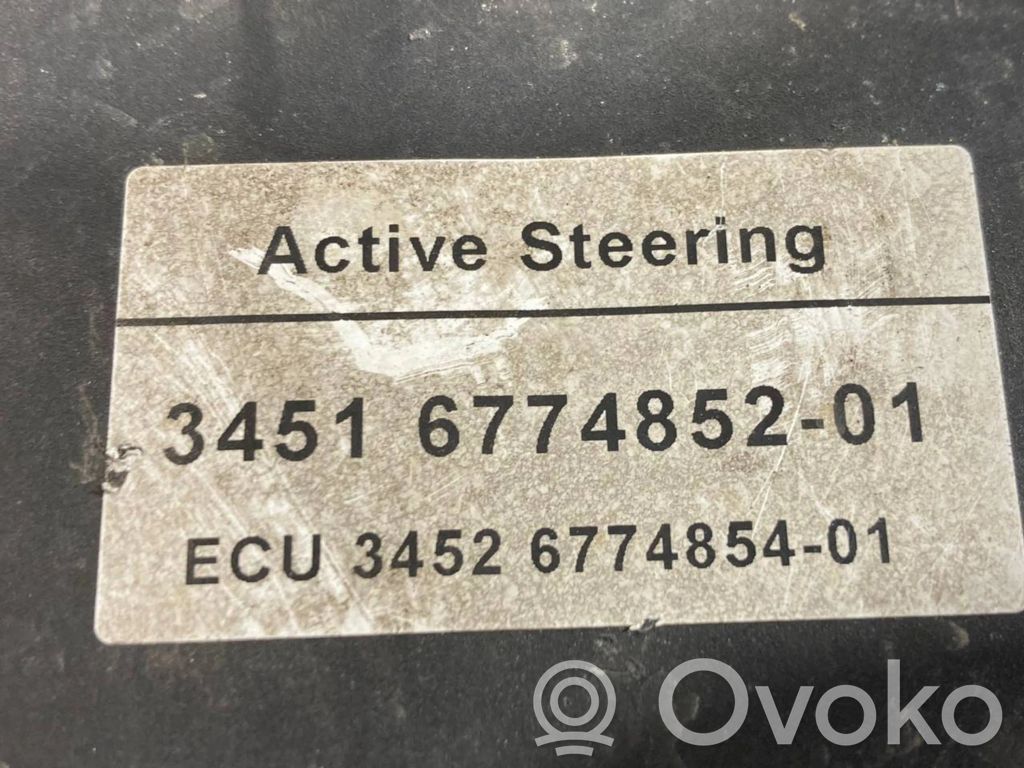 Active Steering
3451 6774852-01
ECU 3452 6774854-01
Ovoko